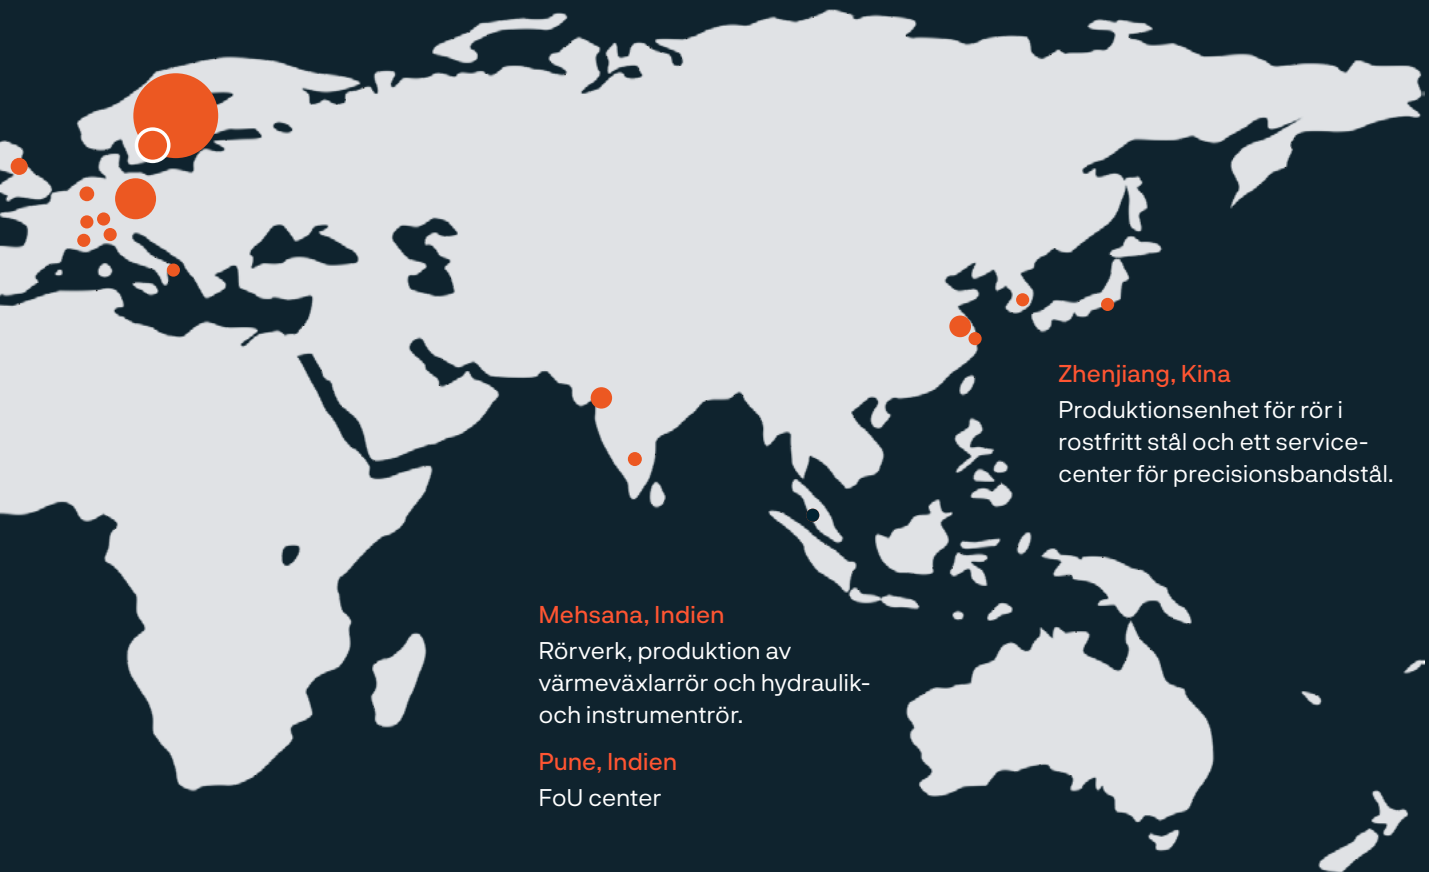 Zhenjiang, Kina
Produktionsenhet för rör i
rostfritt stål och ett service-
center för precisionsbandstål.
Mehsana, Indien
Rörverk, produktion av
värmeväxlarrör och hydraulik-
och instrumentrör.
Pune, Indien
FoU center